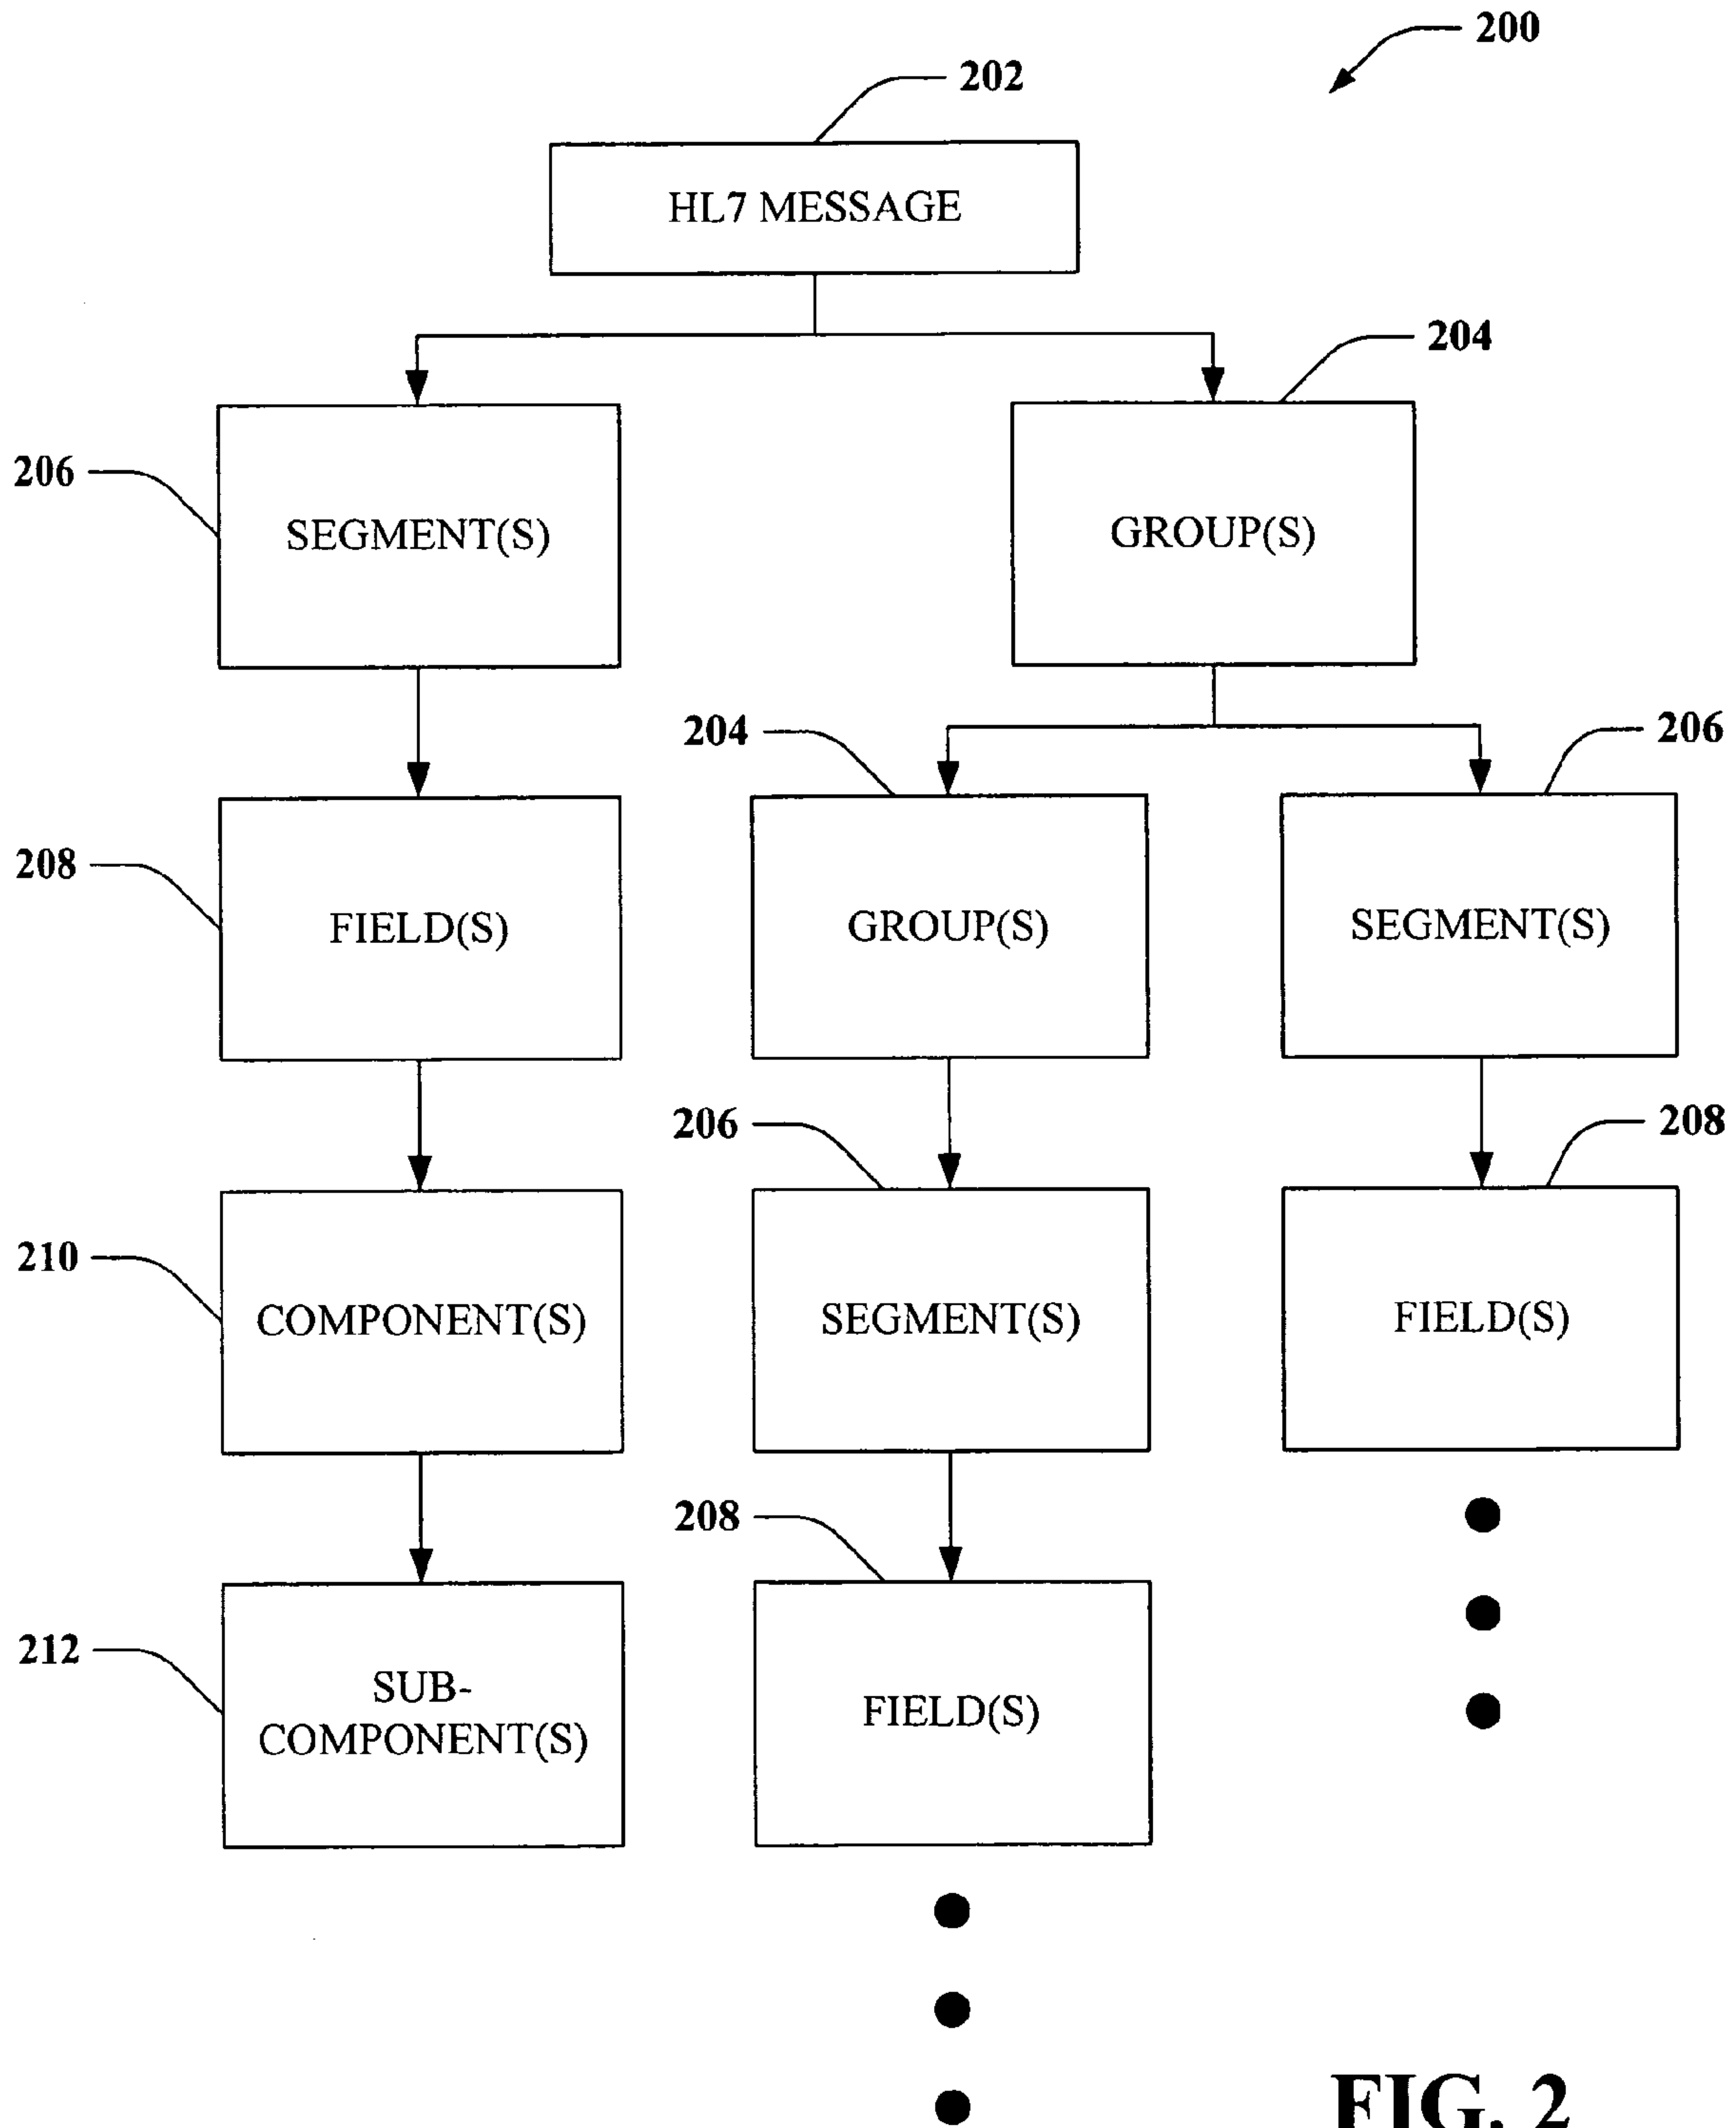 200
202
HL7 MESSAGE
204
206
SEGMENT(S)
GROUP(S)
204
206
208
FIELD(S)
GROUP(S)
SEGMENT(S)
206
208
210
COMPONENT(S)
SEGMENT(S)
FIELD(S)
208
212
SUB-
COMPONENT(S)
FIELD(S)
FIG. 2